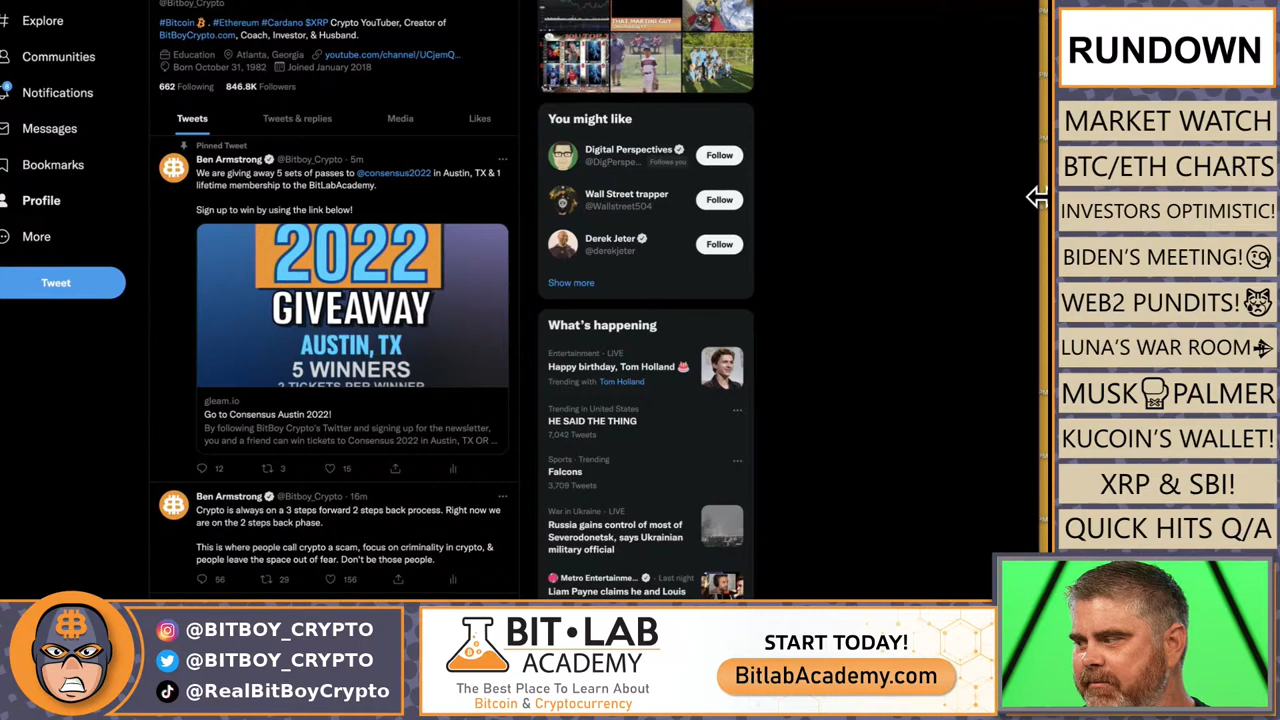 @Bitboy_Crypto
#Bitcoin #Ethereum #Cardano $XRP Crypto YouTuber, Creator of
BitBoyCrypto.com, Coach, Investor, & Husband.
Education Atlanta, Georgia youtube.com/channel/UCjemQ...
Born October 31, 1982 Joined January 2018
662 Following 846.8K Followers
Explore
Communities
Notifications
Messages
Bookmarks
Profile
More
Tweet
Tweets Tweets & replies Media Likes
Pinned Tweet
Ben Armstrong @Bitboy_Crypto · 5m
We are giving away 5 sets of passes to @consensus2022 in Austin, TX & 1
lifetime membership to the BitLabAcademy.
Sign up to win by using the link below!
2022
GIVEAWAY
AUSTIN, TX
5 WINNERS
2 TICKETS PER WINNER
gleam.io
Go to Consensus Austin 2022!
By following BitBoy Crypto's Twitter and signing up for the newsletter,
you and a friend can win tickets to Consensus 2022 in Austin, TX OR ...
12 3 15
Ben Armstrong @Bitboy_Crypto · 16m
Crypto is always on a 3 steps forward 2 steps back process. Right now we
are on the 2 steps back phase.
This is where people call crypto a scam, focus on criminality in crypto, &
people leave the space out of fear. Don't be those people.
56 29 156
THAT MARTINI GUY
You might like
Digital Perspectives
@DigPerspe... Follows you
Follow
Wall Street trapper
@Wallstreet504
Follow
Derek Jeter
@derekjeter
Follow
Show more
What's happening
Entertainment · LIVE
Happy birthday, Tom Holland
Trending with Tom Holland
Trending in United States
HE SAID THE THING
7,042 Tweets
Sports · Trending
Falcons
3,709 Tweets
War in Ukraine · LIVE
Russia gains control of most of
Severodonetsk, says Ukrainian
military official
Metro Entertainme... · Last night
Liam Payne claims he and Louis
RUNDOWN
MARKET WATCH
BTC/ETH CHARTS
INVESTORS OPTIMISTIC!
BIDEN'S MEETING!
WEB2 PUNDITS!
LUNA'S WAR ROOM
MUSK PALMER
KUCOIN'S WALLET!
XRP & SBI!
QUICK HITS Q/A
@BITBOY_CRYPTO
@BITBOY_CRYPTO
@RealBitBoyCrypto
BIT•LAB
ACADEMY
The Best Place To Learn About
Bitcoin & Cryptocurrency
START TODAY!
BitlabAcademy.com